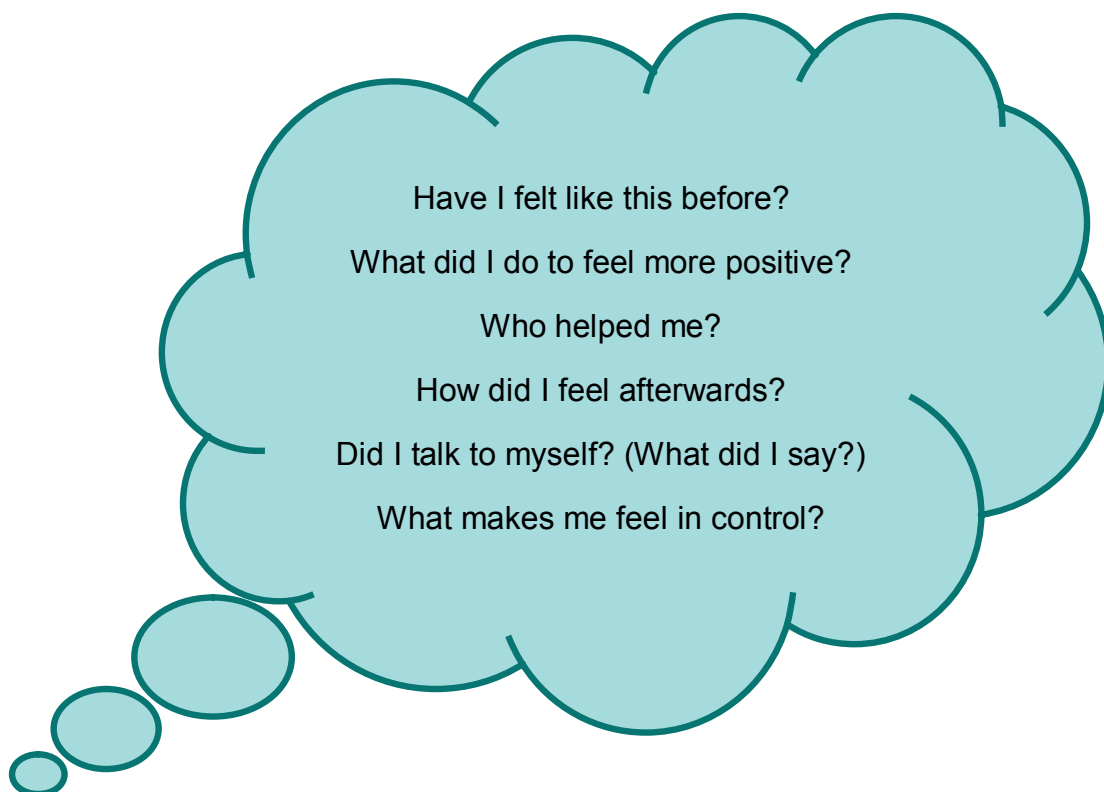 Have I felt like this before?
What did I do to feel more positive?
Who helped me?
How did I feel afterwards?
Did I talk to myself? (What did I say?)
What makes me feel in control?